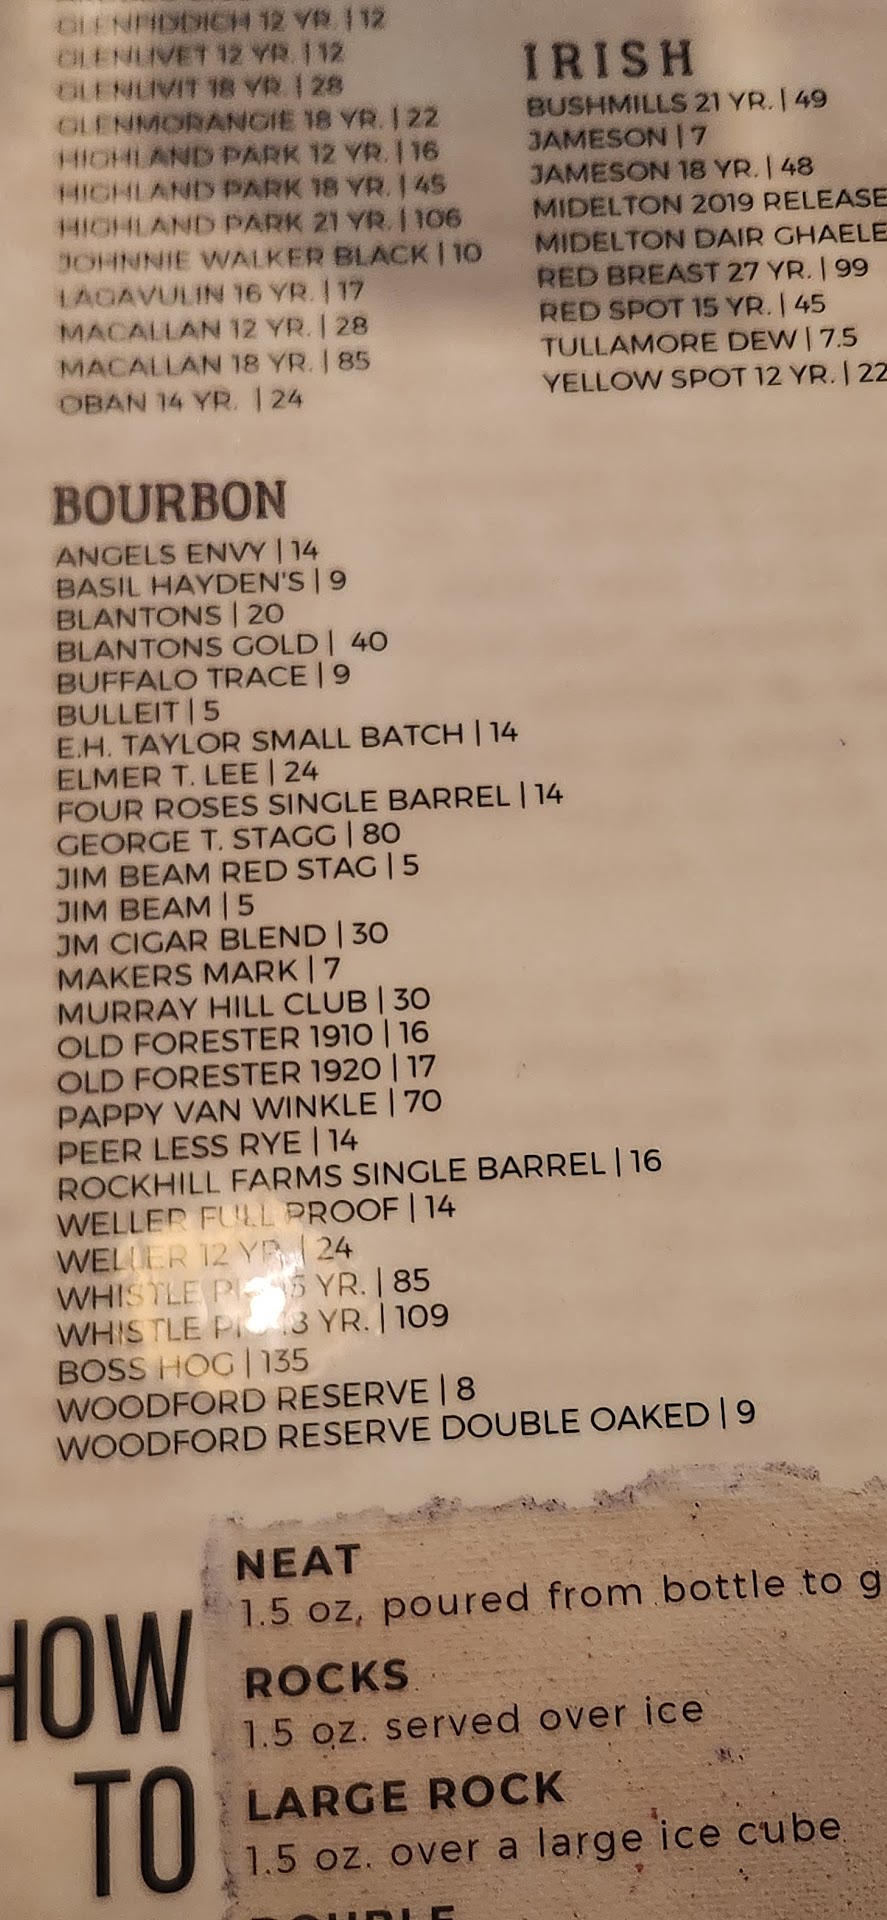 GLENFIDDICH 12 YR. | 12
GLENLIVET 12 YR. | 12
GLENLIVIT 18 YR. | 28
GLENMORANGIE 18 YR. | 22
HIGHLAND PARK 12 YR. | 16
HIGHLAND PARK 18 YR. | 45
HIGHLAND PARK 21 YR. | 106
JOHNNIE WALKER BLACK | 10
LAGAVULIN 16 YR. | 17
MACALLAN 12 YR. | 28
MACALLAN 18 YR. | 85
OBAN 14 YR. | 24
IRISH
BUSHMILLS 21 YR. | 49
JAMESON | 7
JAMESON 18 YR. | 48
MIDELTON 2019 RELEASE
MIDELTON DAIR GHAELE
RED BREAST 27 YR. | 99
RED SPOT 15 YR. | 45
TULLAMORE DEW | 7.5
YELLOW SPOT 12 YR. | 22
BOURBON
ANGELS ENVY | 14
BASIL HAYDEN'S | 9
BLANTONS | 20
BLANTONS GOLD | 40
BUFFALO TRACE | 9
BULLEIT | 5
E.H. TAYLOR SMALL BATCH | 14
ELMER T. LEE | 24
FOUR ROSES SINGLE BARREL | 14
GEORGE T. STAGG | 80
JIM BEAM RED STAG | 5
JIM BEAM | 5
JM CIGAR BLEND | 30
MAKERS MARK | 7
MURRAY HILL CLUB | 30
OLD FORESTER 1910 | 16
OLD FORESTER 1920 | 17
PAPPY VAN WINKLE | 70
PEER LESS RYE | 14
ROCKHILL FARMS SINGLE BARREL | 16
WELLER FULL PROOF | 14
WELLER 12 YR. | 24
WHISTLE YR. | 85
WHISTLE YR. | 109
BOSS HOG | 135
WOODFORD RESERVE | 8
WOODFORD RESERVE DOUBLE OAKED | 9
HOW
TO
NEAT
1.5 oz, poured from bottle to g
ROCKS
1.5 oz. served over ice
LARGE ROCK
1.5 oz. over a large ice cube